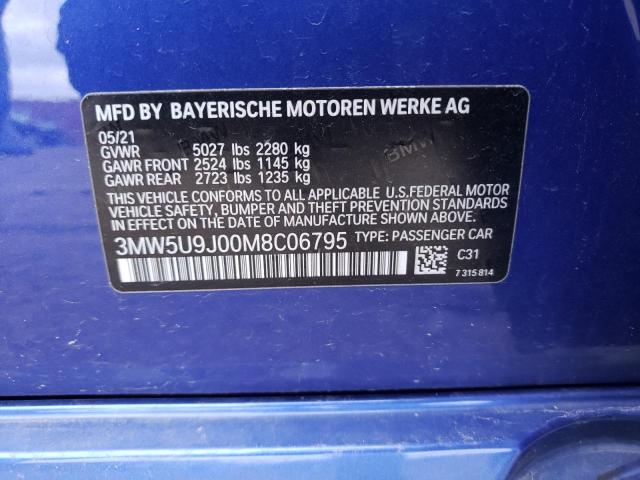 MFD BY BAYERISCHE MOTOREN WERKE AG
05/21
GVWR 5027 lbs 2280 kg
GAWR FRONT 2524 lbs 1145 kg
GAWR REAR 2723 lbs 1235 kg
THIS VEHICLE CONFORMS TO ALL APPLICABLE U.S.FEDERAL MOTOR
VEHICLE SAFETY, BUMPER AND THEFT PREVENTION STANDARDS
IN EFFECT ON THE DATE OF MANUFACTURE SHOWN ABOVE.
3MW5U9J00M8C06795 TYPE: PASSENGER CAR
C31
7 315 814
BMW